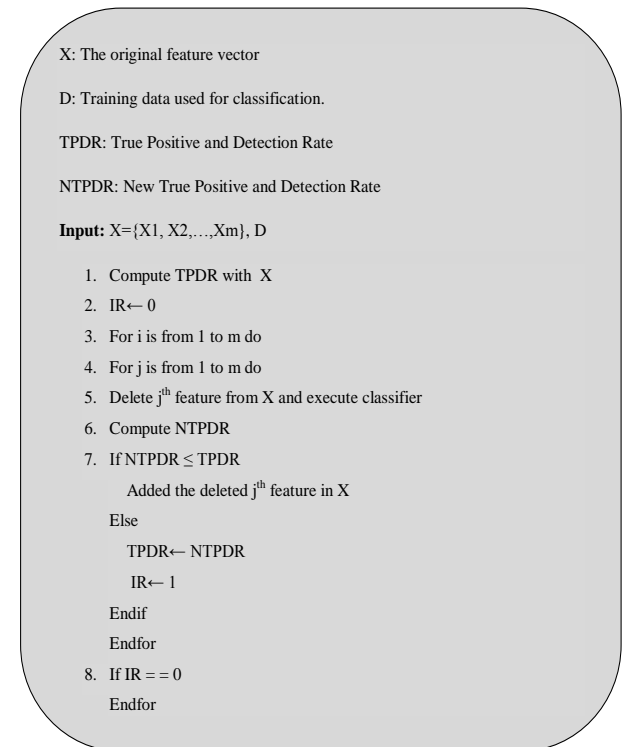 X: The original feature vector
D: Training data used for classification.
TPDR: True Positive and Detection Rate
NTPDR: New True Positive and Detection Rate
Input: X={X1, X2,…,Xm}, D
1. Compute TPDR with X
2. IR← 0
3. For i is from 1 to m do
4. For j is from 1 to m do
5. Delete jth feature from X and execute classifier
6. Compute NTPDR
7. If NTPDR ≤ TPDR
Added the deleted jth feature in X
Else
TPDR← NTPDR
IR← 1
Endif
Endfor
8. If IR = = 0
Endfor